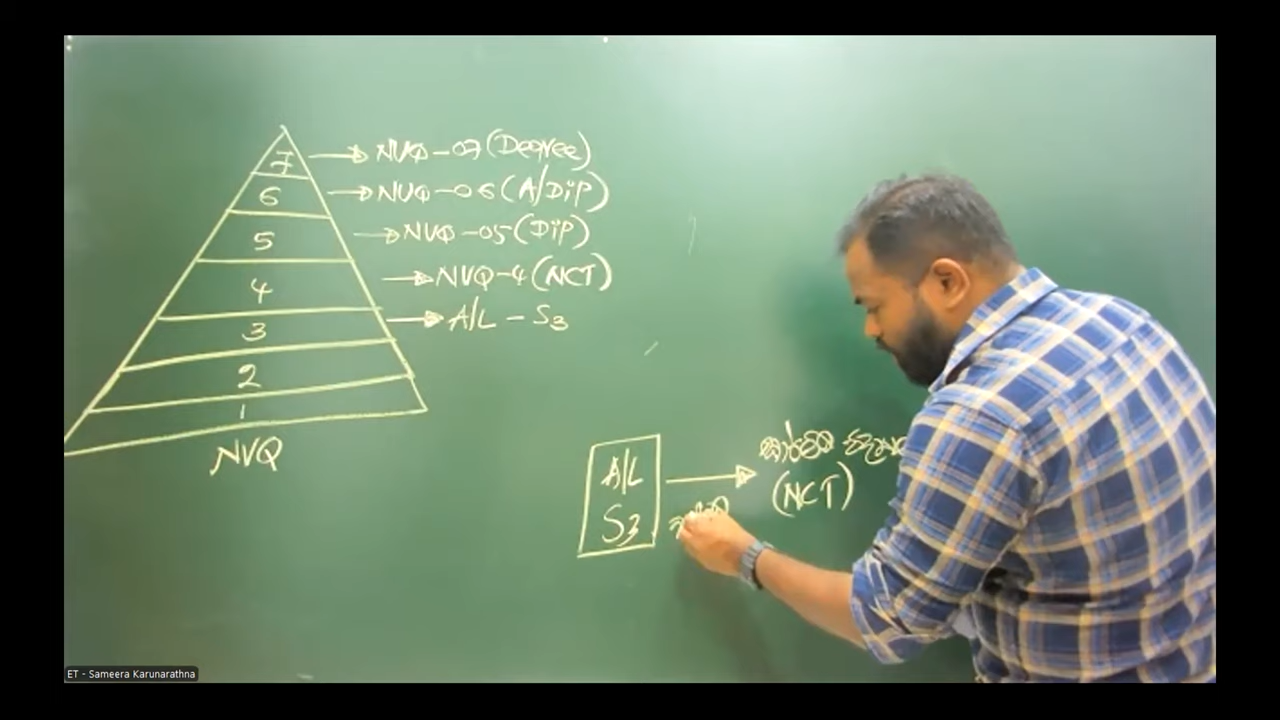 7 → NVQ-07 (Degree)
6 → NVQ-06 (A/DiP)
5 → NVQ-05 (DiP)
4 → NVQ-4 (NCT)
3 → A/L - S3
2
1
NVQ
A/L
S3
→
(NCT)
ET - Sameera Karunarathna